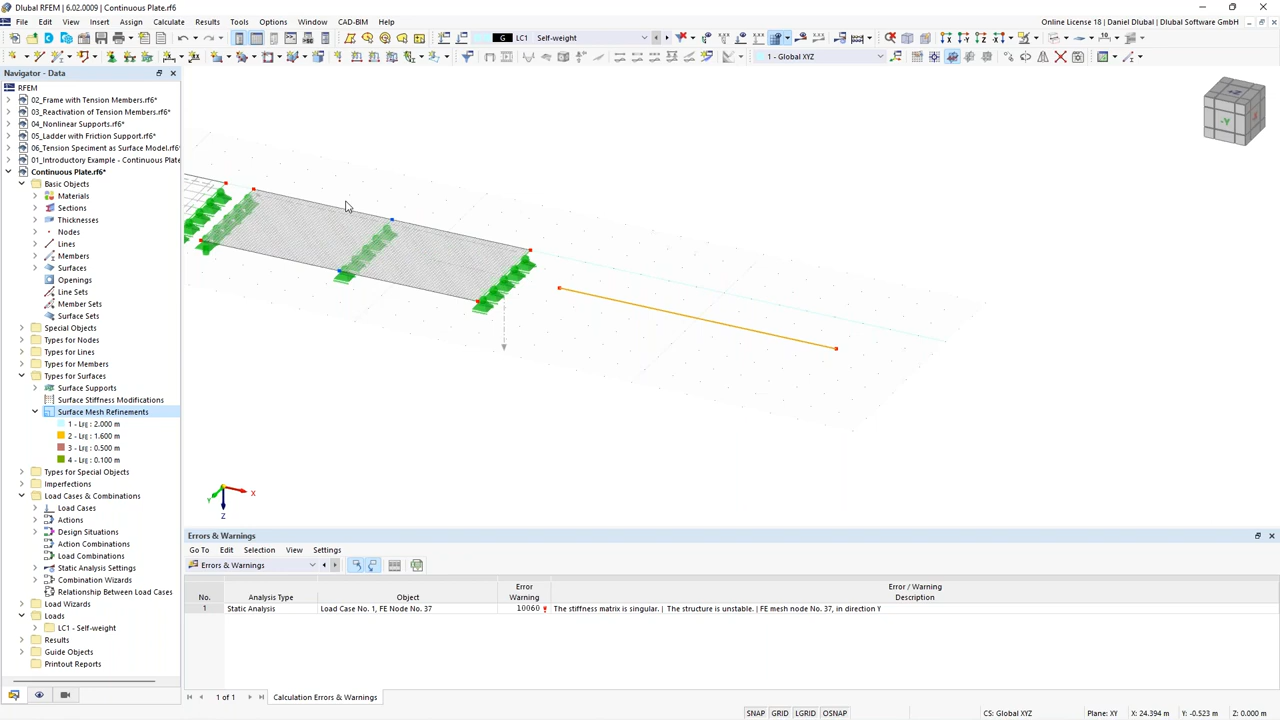 Dlubal RFEM | 6.02.0009 | Continuous Plate.rf6*
File Edit View Insert Assign Calculate Results Tools Options Window CAD-BIM Help
Online License 18 | Daniel Dlubal | Dlubal Software GmbH
G LC1 Self-weight
1 - Global XYZ
Navigator - Data
RFEM
02_Frame with Tension Members.rf6*
03_Reactivation of Tension Members.rf6*
04_Nonlinear Supports.rf6*
05_Ladder with Friction Support.rf6*
06_Tension Speciment as Surface Model.rf6*
01_Introductory Example - Continuous Plate
Continuous Plate.rf6*
Basic Objects
Materials
Sections
Thicknesses
Nodes
Lines
Members
Surfaces
Openings
Line Sets
Member Sets
Surface Sets
Special Objects
Types for Nodes
Types for Lines
Types for Members
Types for Surfaces
Surface Supports
Surface Stiffness Modifications
Surface Mesh Refinements
1 - LFE : 2.000 m
2 - LFE : 1.600 m
3 - LFE : 0.500 m
4 - LFE : 0.100 m
Types for Special Objects
Imperfections
Load Cases & Combinations
Load Cases
Actions
Design Situations
Action Combinations
Load Combinations
Static Analysis Settings
Combination Wizards
Relationship Between Load Cases
Load Wizards
Loads
LC1 - Self-weight
Results
Guide Objects
Printout Reports
-Z
-Y
X
Y
Z
Errors & Warnings
Go To Edit Selection View Settings
Errors & Warnings
No. Analysis Type Object Error Warning Error / Warning Description
1 Static Analysis Load Case No. 1, FE Node No. 37 10060 ! The stiffness matrix is singular. | The structure is unstable. | FE mesh node No. 37, in direction Y
1 of 1 Calculation Errors & Warnings
SNAP GRID LGRID OSNAP CS: Global XYZ Plane: XY X: 24.394 m Y: -0.523 m Z: 0.000 m